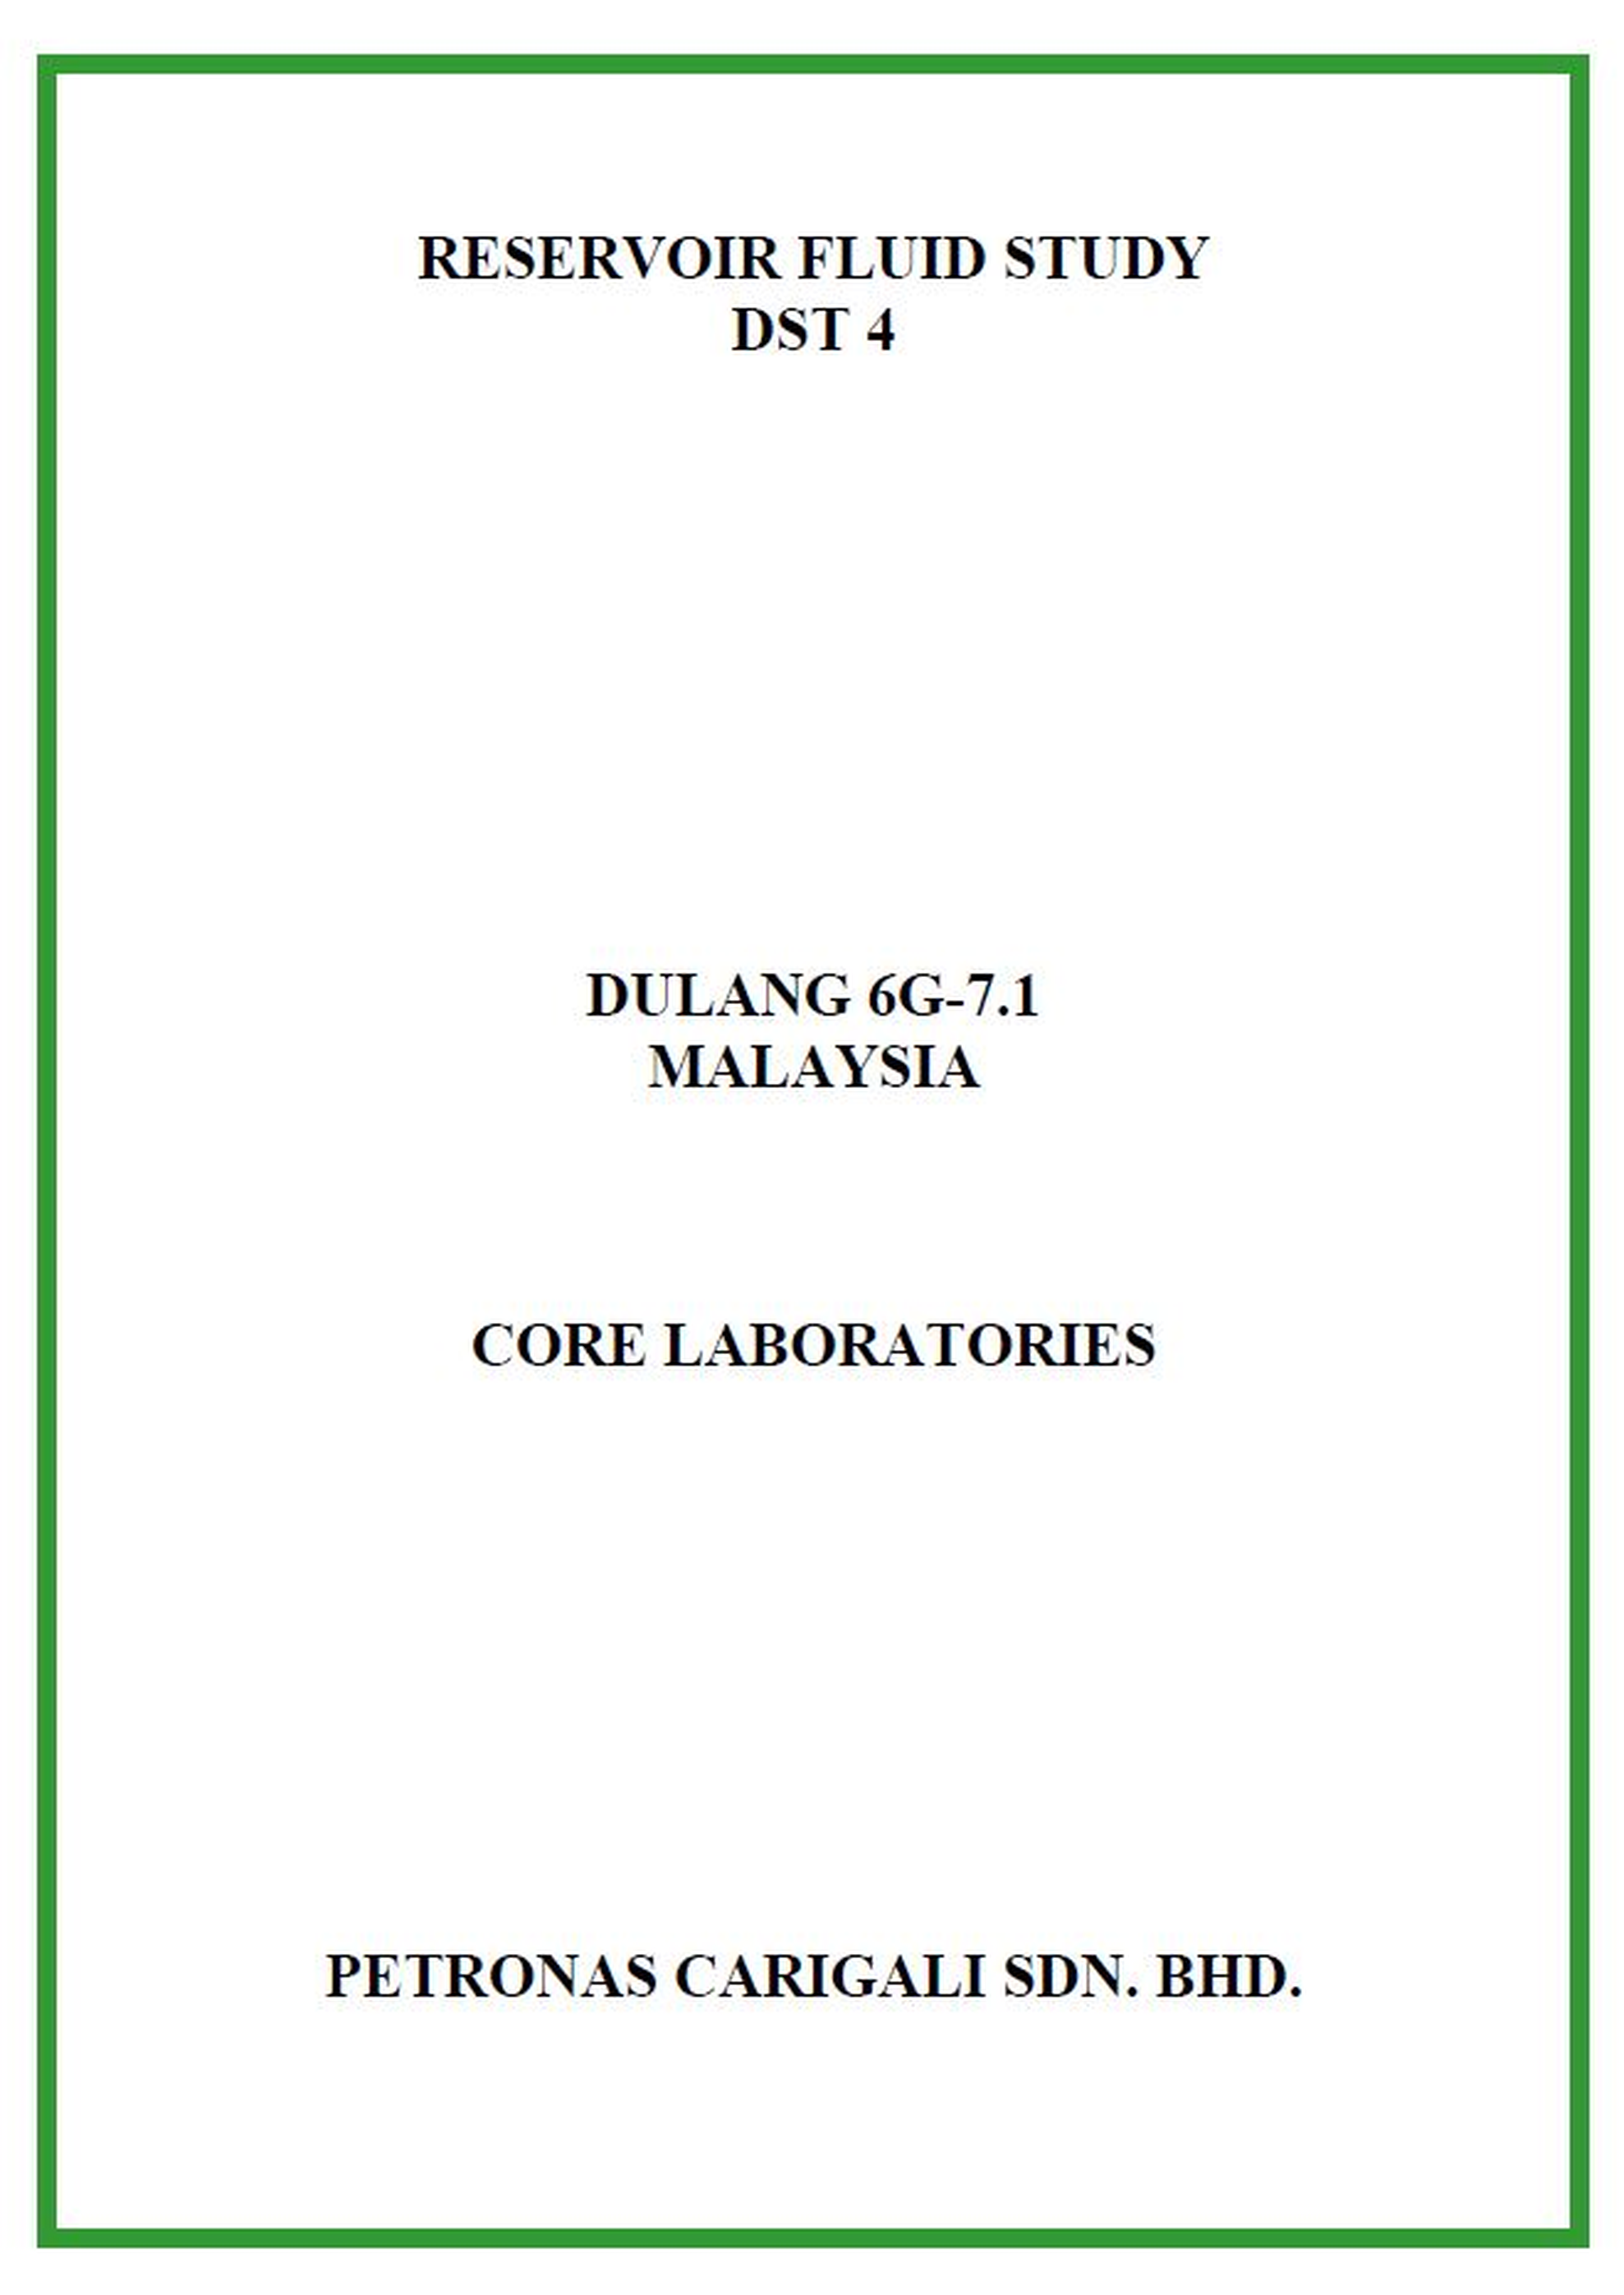 RESERVOIR FLUID STUDY
DST 4
DULANG 6G-7.1
MALAYSIA
CORE LABORATORIES
PETRONAS CARIGALI SDN. BHD.